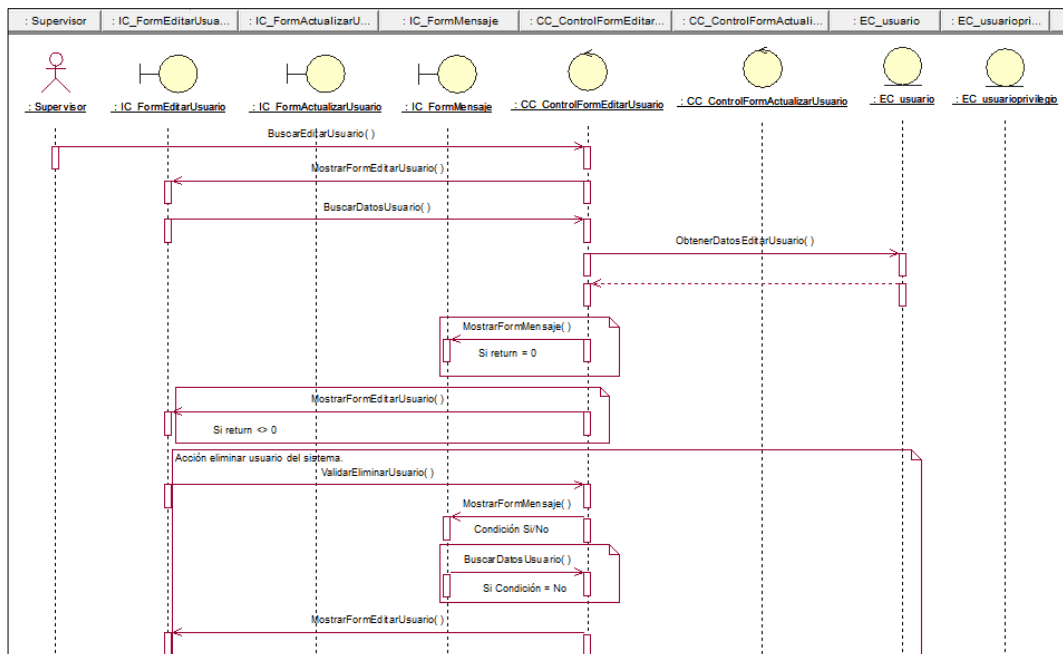 : Supervisor
: IC_FormEditarUsua...
: IC_FormActualizarU...
: IC_FormMensaje
: CC_ControlFormEditar...
: CC_ControlFormActuali...
: EC_usuario
: EC_usuariopri...
: Supervisor
: IC_FormEditarUsuario
: IC_FormActualizarUsuario
: IC_FormMensaje
: CC_ControlFormEditarUsuario
: CC_ControlFormActualizarUsuario
: EC_usuario
: EC_usuarioprivilegio
BuscarEditarUsuario( )
MostrarFormEditarUsuario( )
BuscarDatosUsuario( )
ObtenerDatosEditarUsuario( )
MostrarFormMensaje( )
Si return = 0
MostrarFormEditarUsuario( )
Si return <> 0
Acción eliminar usuario del sistema.
ValidarEliminarUsuario( )
MostrarFormMensaje( )
Condición Si/No
BuscarDatosUsuario( )
Si Condición = No
MostrarFormEditarUsuario( )